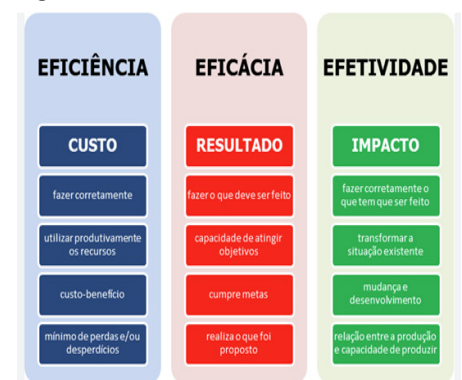 EFICIÊNCIA
CUSTO
fazer corretamente
utilizar produtivamente
os recursos
custo-benefício
mínimo de perdas e/ou
desperdícios
EFICÁCIA
RESULTADO
fazer o que deve ser feito
capacidade de atingir
objetivos
cumpre metas
realiza o que foi
proposto
EFETIVIDADE
IMPACTO
fazer corretamente o
que tem que ser feito
transformar a
situação existente
mudança e
desenvolvimento
relação entre a produção
e capacidade de produzir